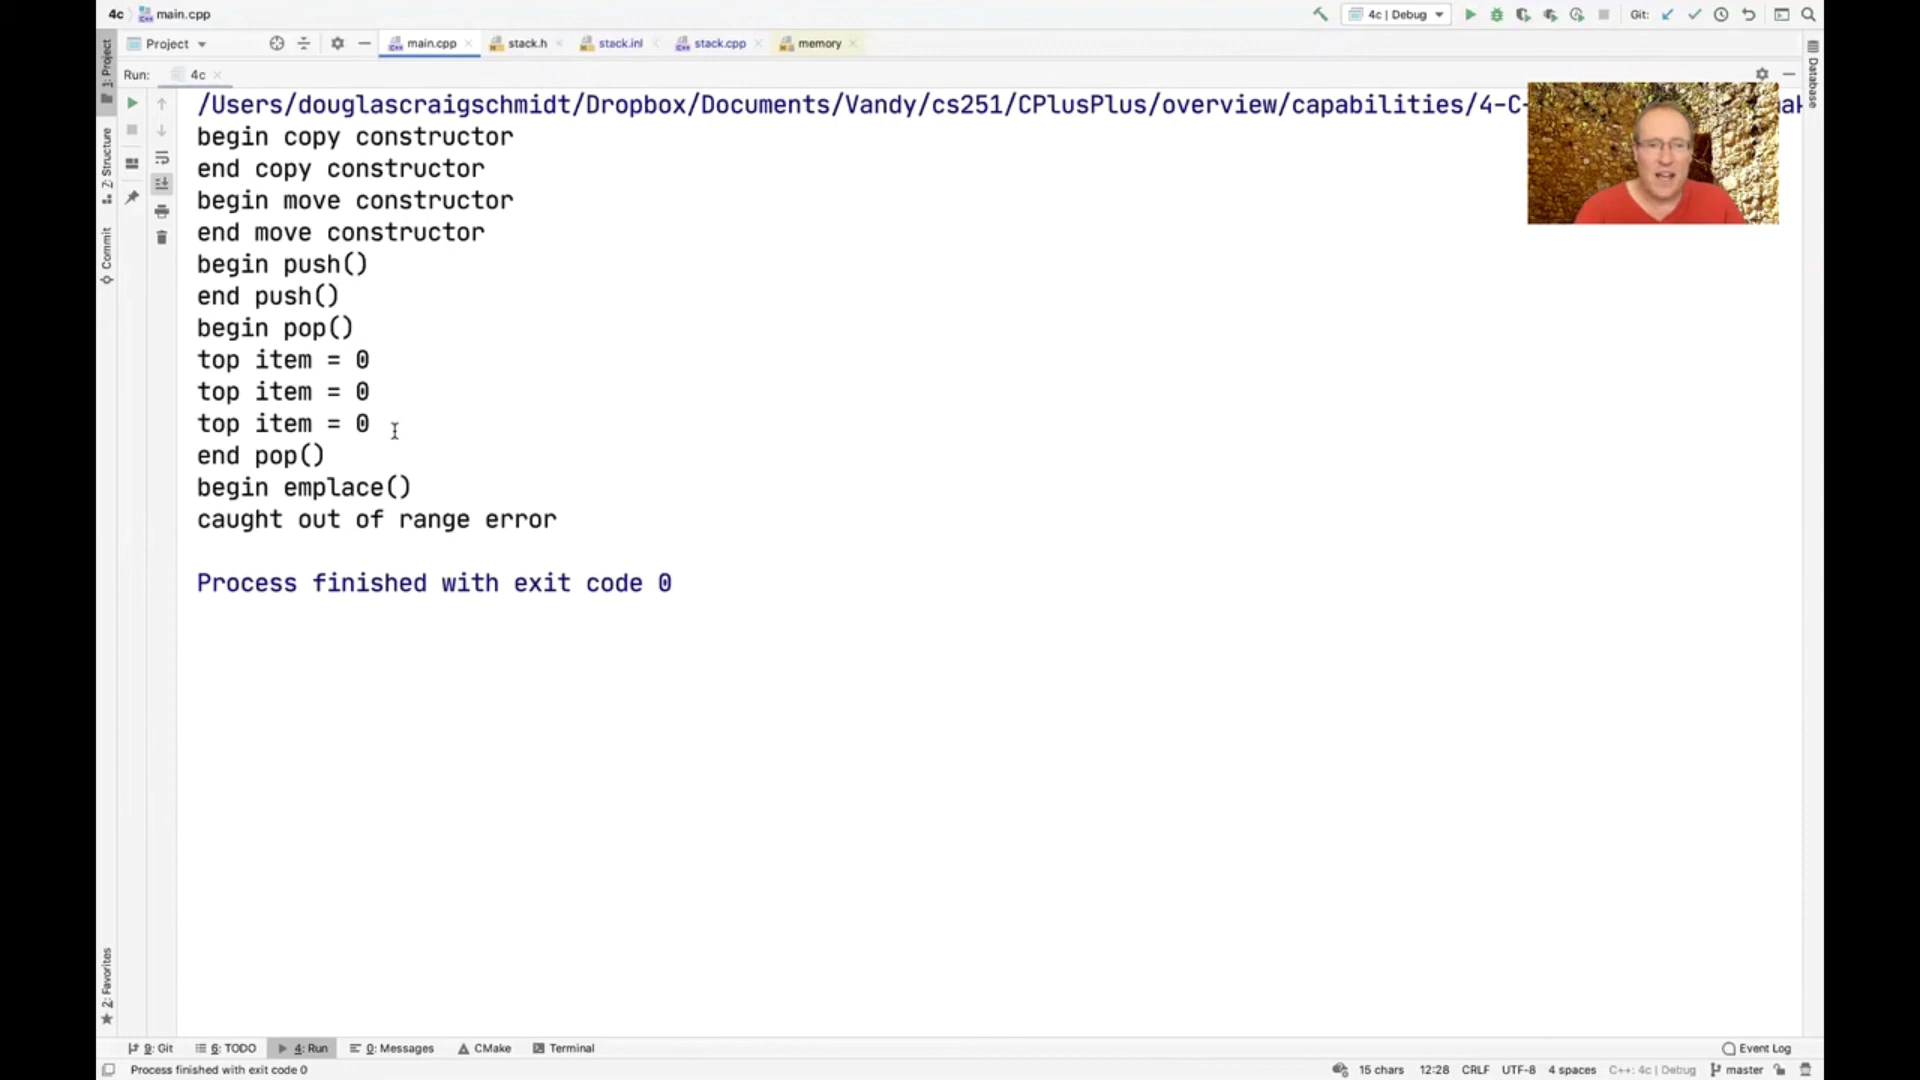 4c main.cpp 4c | Debug Git:
Project main.cpp stack.h stack.inl stack.cpp memory
1: Project
Run: 4c
Database
/Users/douglascraigschmidt/Dropbox/Documents/Vandy/cs251/CPlusPlus/overview/capabilities/4-C-
begin copy constructor
end copy constructor
Z: Structure
begin move constructor
end move constructor
Commit
begin push()
end push()
begin pop()
top item = 0
top item = 0
top item = 0
end pop()
begin emplace()
caught out of range error
Process finished with exit code 0
2: Favorites
9: Git 6: TODO 4: Run 0: Messages CMake Terminal Event Log
Process finished with exit code 0 15 chars 12:28 CRLF UTF-8 4 spaces C++: 4c | Debug master